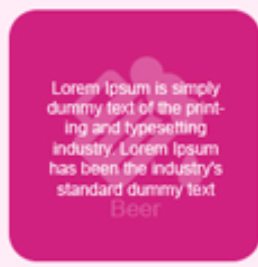 Lorem Ipsum is simply
dummy text of the print-
ing and typesetting
industry. Lorem Ipsum
has been the industry's
standard dummy text
Beer